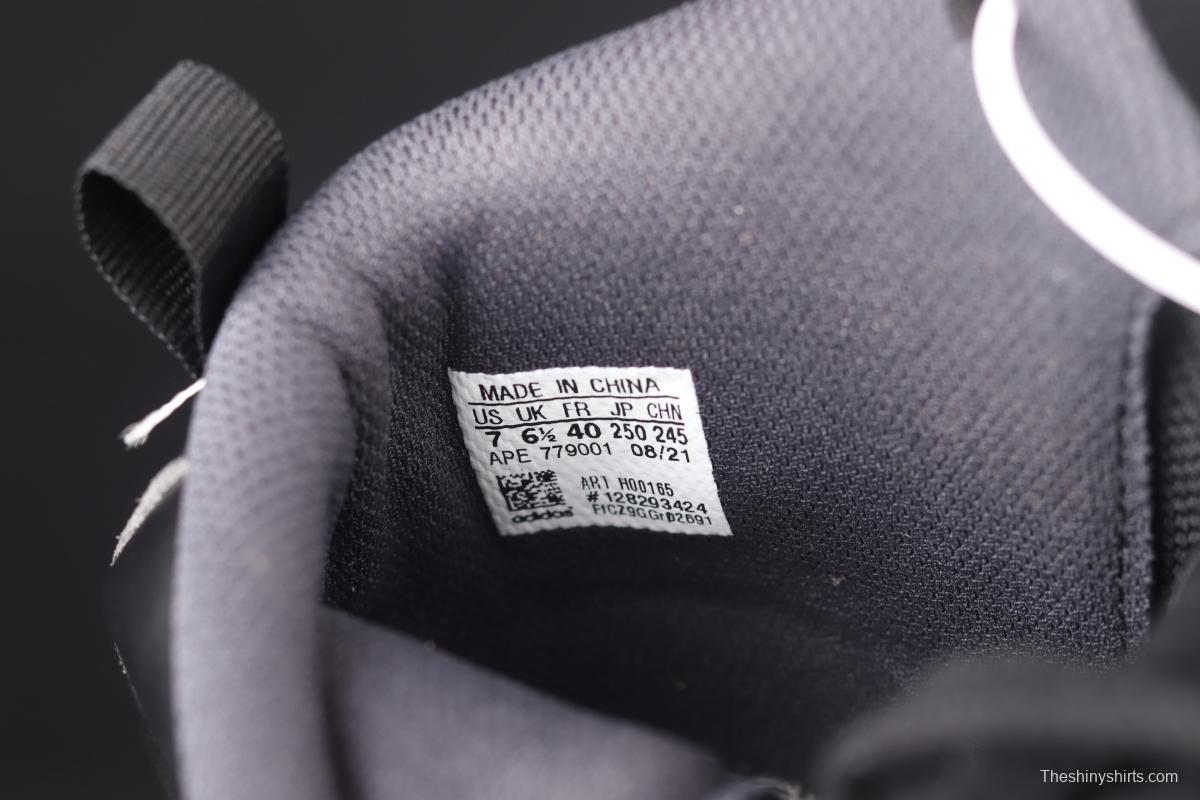 MADE IN CHINA
US UK FR JP CHN
7 6½ 40 250 245
APE 779001 08/21
ART H00165
#128293424
adidas
Theshinyshirts.com